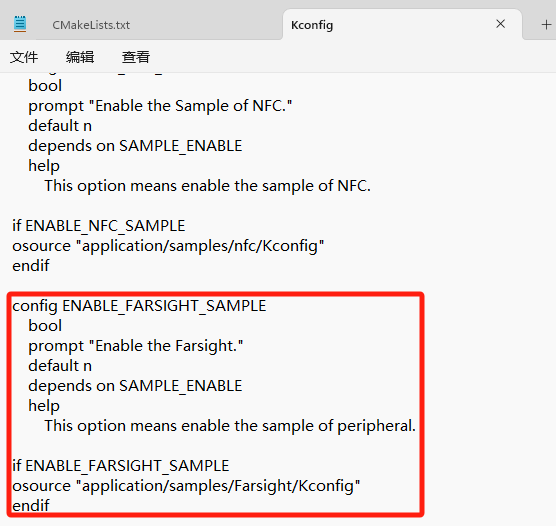 CMakeLists.txt
Kconfig
文件 编辑 查看
bool
prompt "Enable the Sample of NFC."
default n
depends on SAMPLE_ENABLE
help
This option means enable the sample of NFC.
if ENABLE_NFC_SAMPLE
osource "application/samples/nfc/Kconfig"
endif
config ENABLE_FARSIGHT_SAMPLE
bool
prompt "Enable the Farsight."
default n
depends on SAMPLE_ENABLE
help
This option means enable the sample of peripheral.
if ENABLE_FARSIGHT_SAMPLE
osource "application/samples/Farsight/Kconfig"
endif